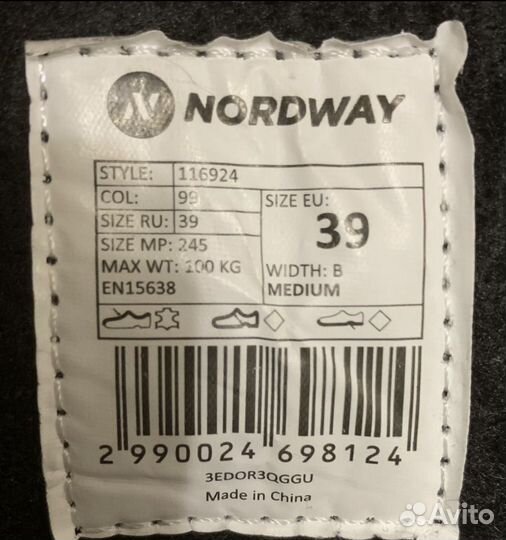 NORDWAY
STYLE: 116924
COL: 99
SIZE RU: 39
SIZE MP: 245
MAX WT: 100 KG
EN15638
SIZE EU:
39
WIDTH: B
MEDIUM
2 990024 698124
3EDOR3QGGU
Made in China
Avito